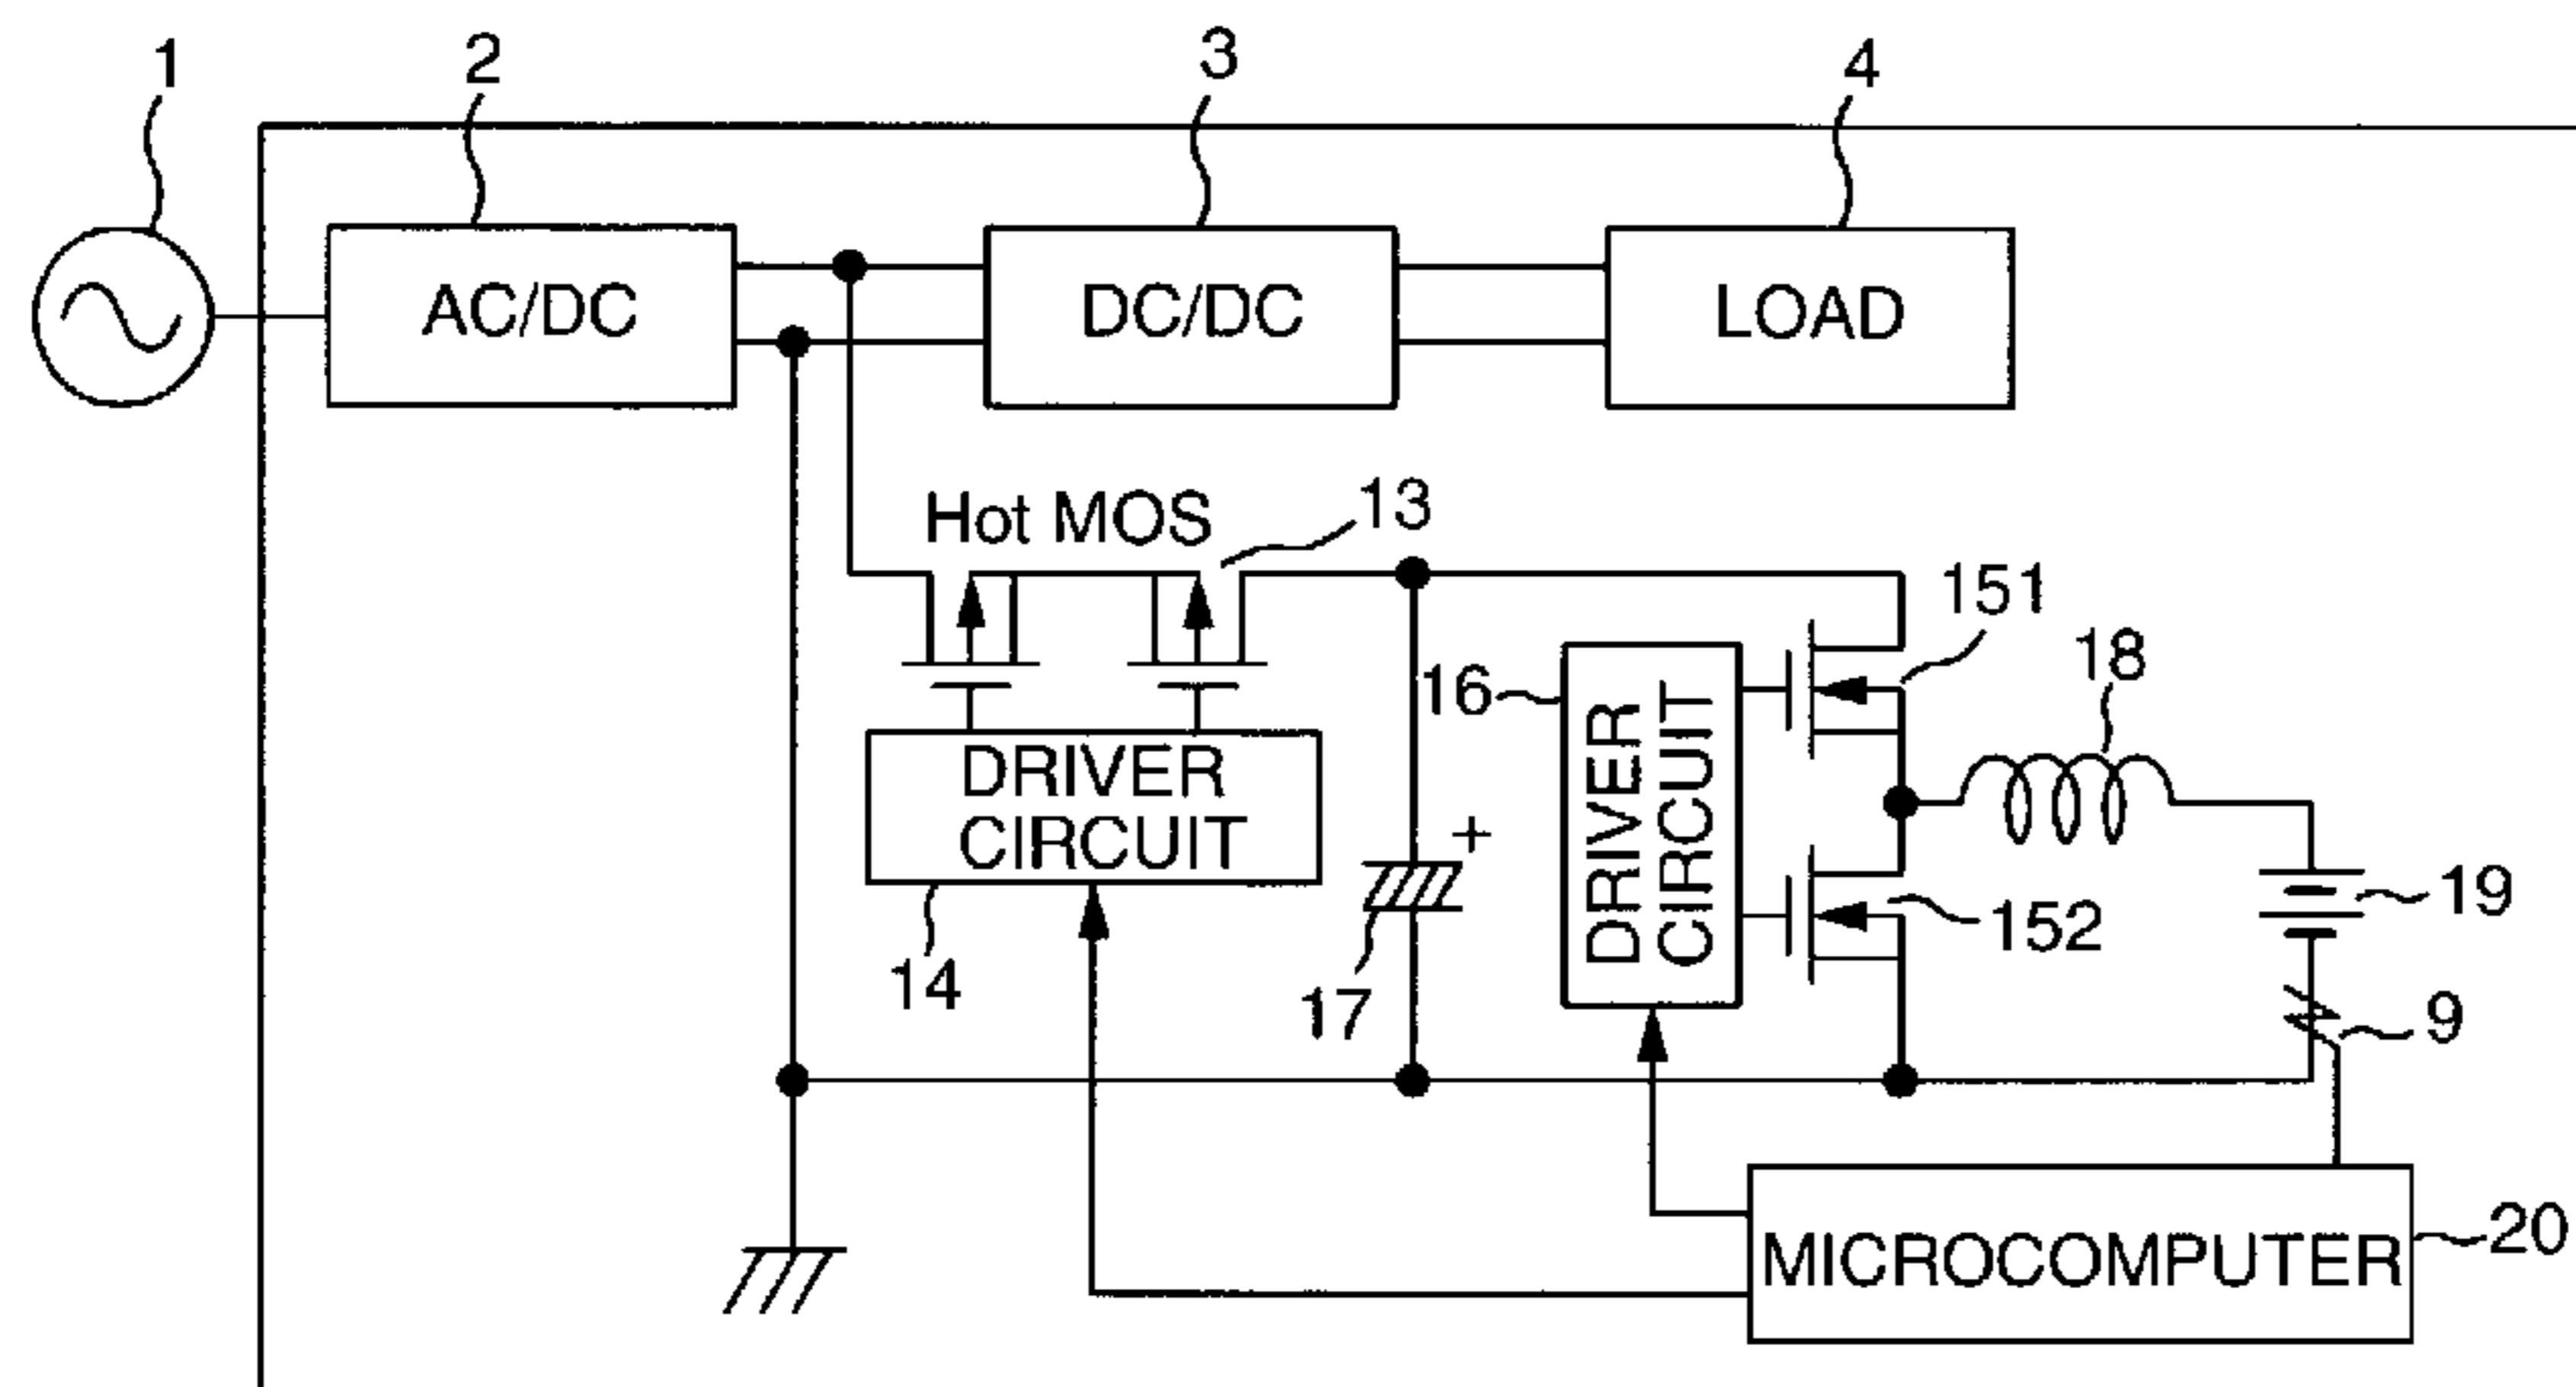 1
2
3
4
AC/DC
DC/DC
LOAD
Hot MOS
13
151
18
16
DRIVER
CIRCUIT
DRIVER
CIRCUIT
+
19
152
14
17
9
MICROCOMPUTER
20